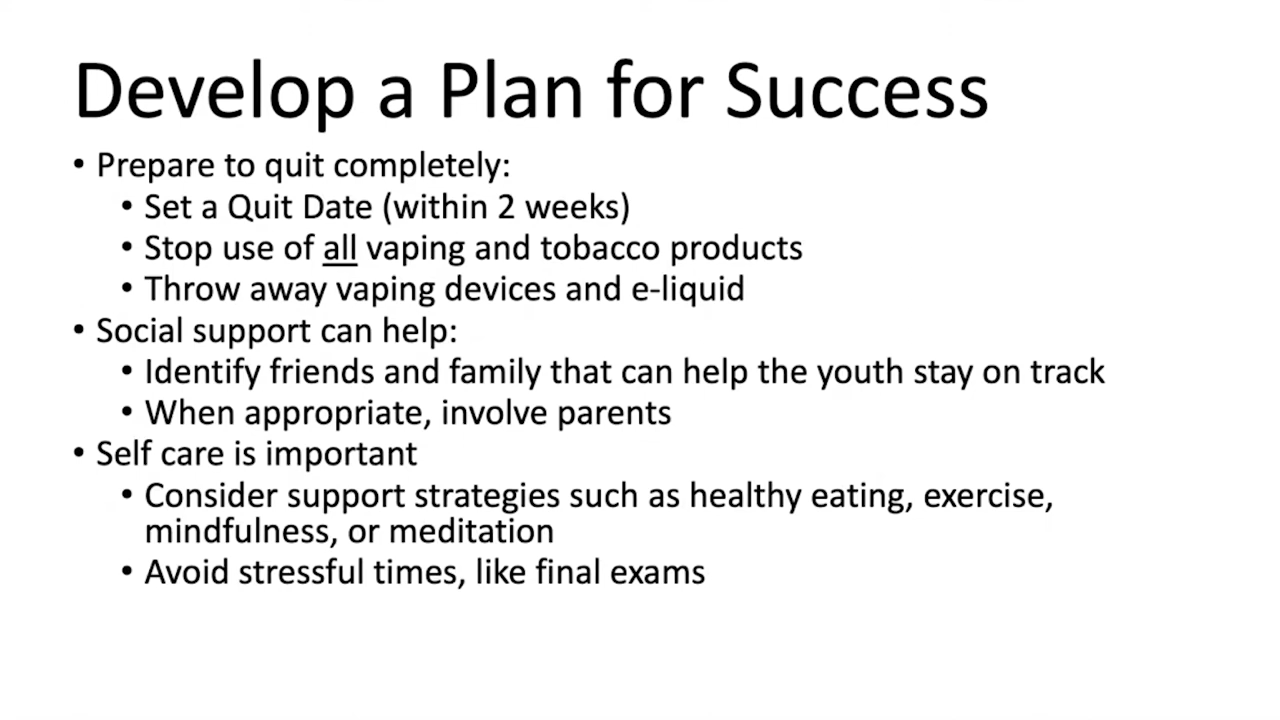 Develop a Plan for Success
• Prepare to quit completely:
• Set a Quit Date (within 2 weeks)
• Stop use of all vaping and tobacco products
• Throw away vaping devices and e-liquid
• Social support can help:
• Identify friends and family that can help the youth stay on track
• When appropriate, involve parents
• Self care is important
• Consider support strategies such as healthy eating, exercise,
mindfulness, or meditation
• Avoid stressful times, like final exams